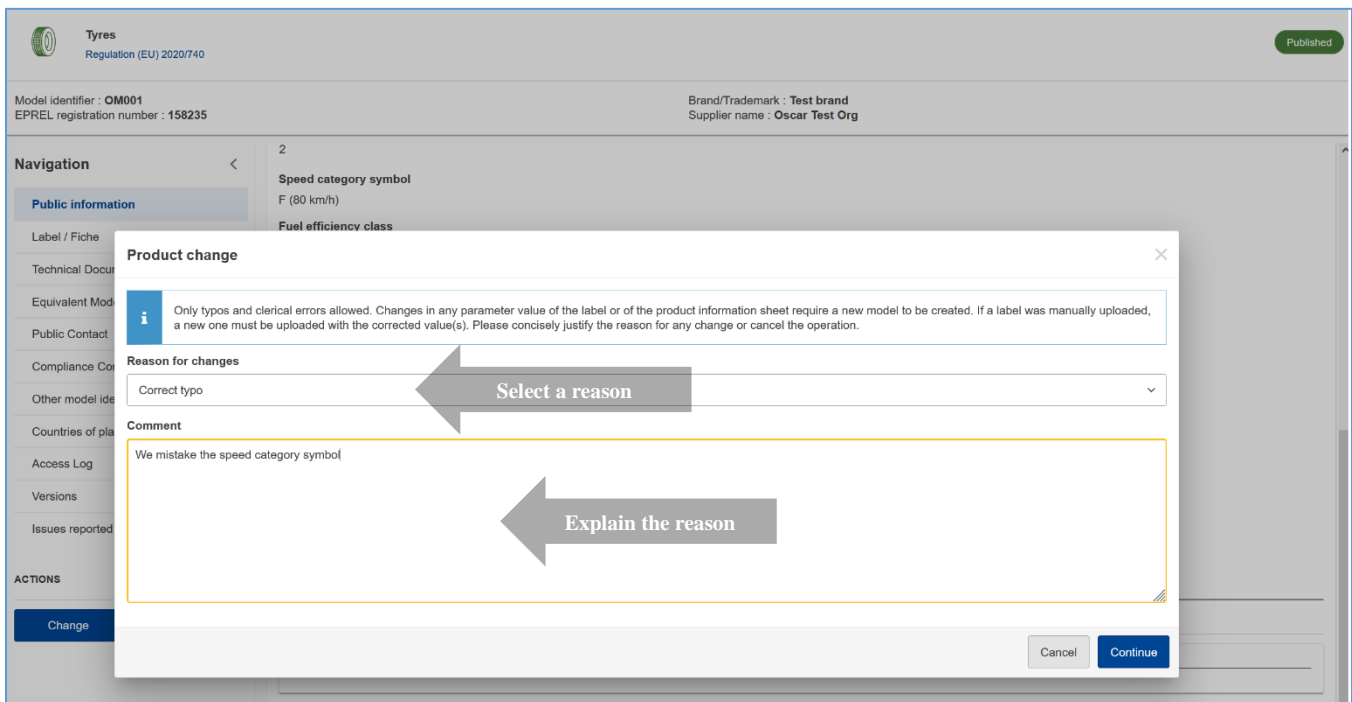 Tyres
Regulation (EU) 2020/740
Published
Model identifier : OM001
EPREL registration number : 158235
Brand/Trademark : Test brand
Supplier name : Oscar Test Org
Navigation
Public information
Label / Fiche
Technical Docu
Equivalent Mod
Public Contact
Compliance Co
Other model ide
Countries of pla
Access Log
Versions
Issues reported
ACTIONS
Change
2
Speed category symbol
F (80 km/h)
Fuel efficiency class
Product change
i
Only typos and clerical errors allowed. Changes in any parameter value of the label or of the product information sheet require a new model to be created. If a label was manually uploaded,
a new one must be uploaded with the corrected value(s). Please concisely justify the reason for any change or cancel the operation.
Reason for changes
Correct typo
Select a reason
Comment
We mistake the speed category symbol
Explain the reason
Cancel
Continue